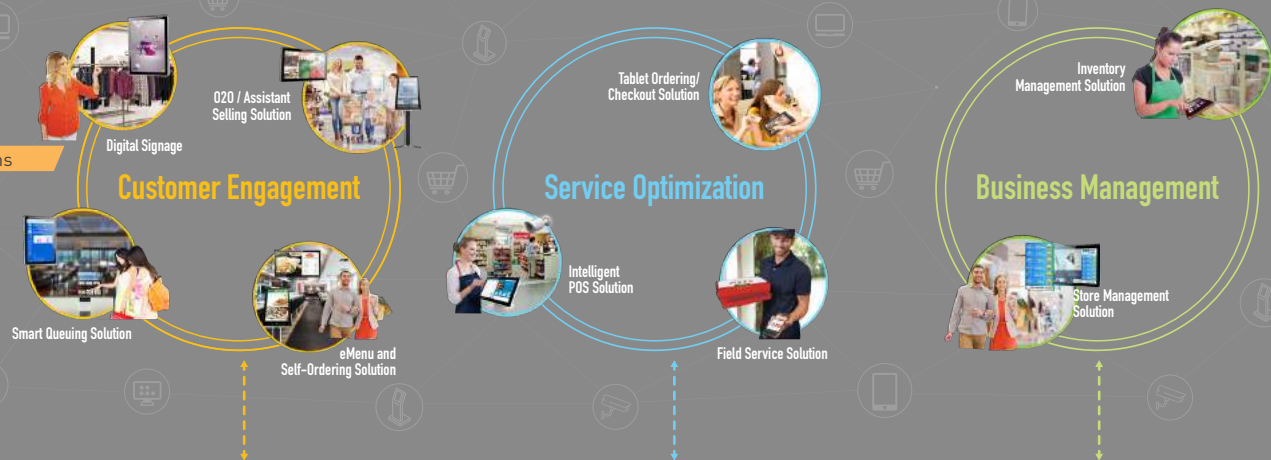 Digital Signage
O2O / Assistant
Selling Solution
ns
Customer Engagement
Smart Queuing Solution
eMenu and
Self-Ordering Solution
Tablet Ordering/
Checkout Solution
Service Optimization
Intelligent
POS Solution
Field Service Solution
Inventory
Management Solution
Business Management
Store Management
Solution